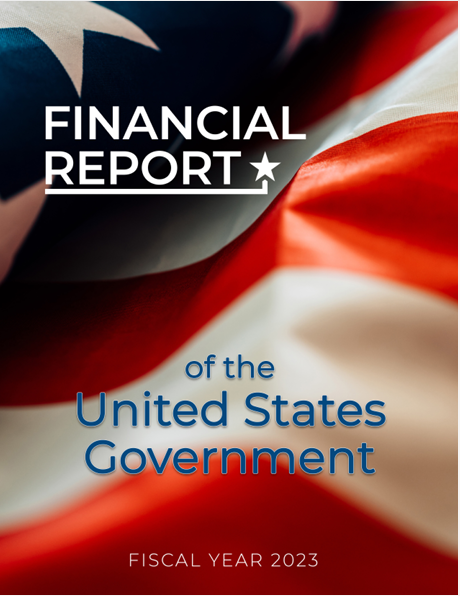 FINANCIAL
REPORT
of the
United States
Government
FISCAL YEAR 2023